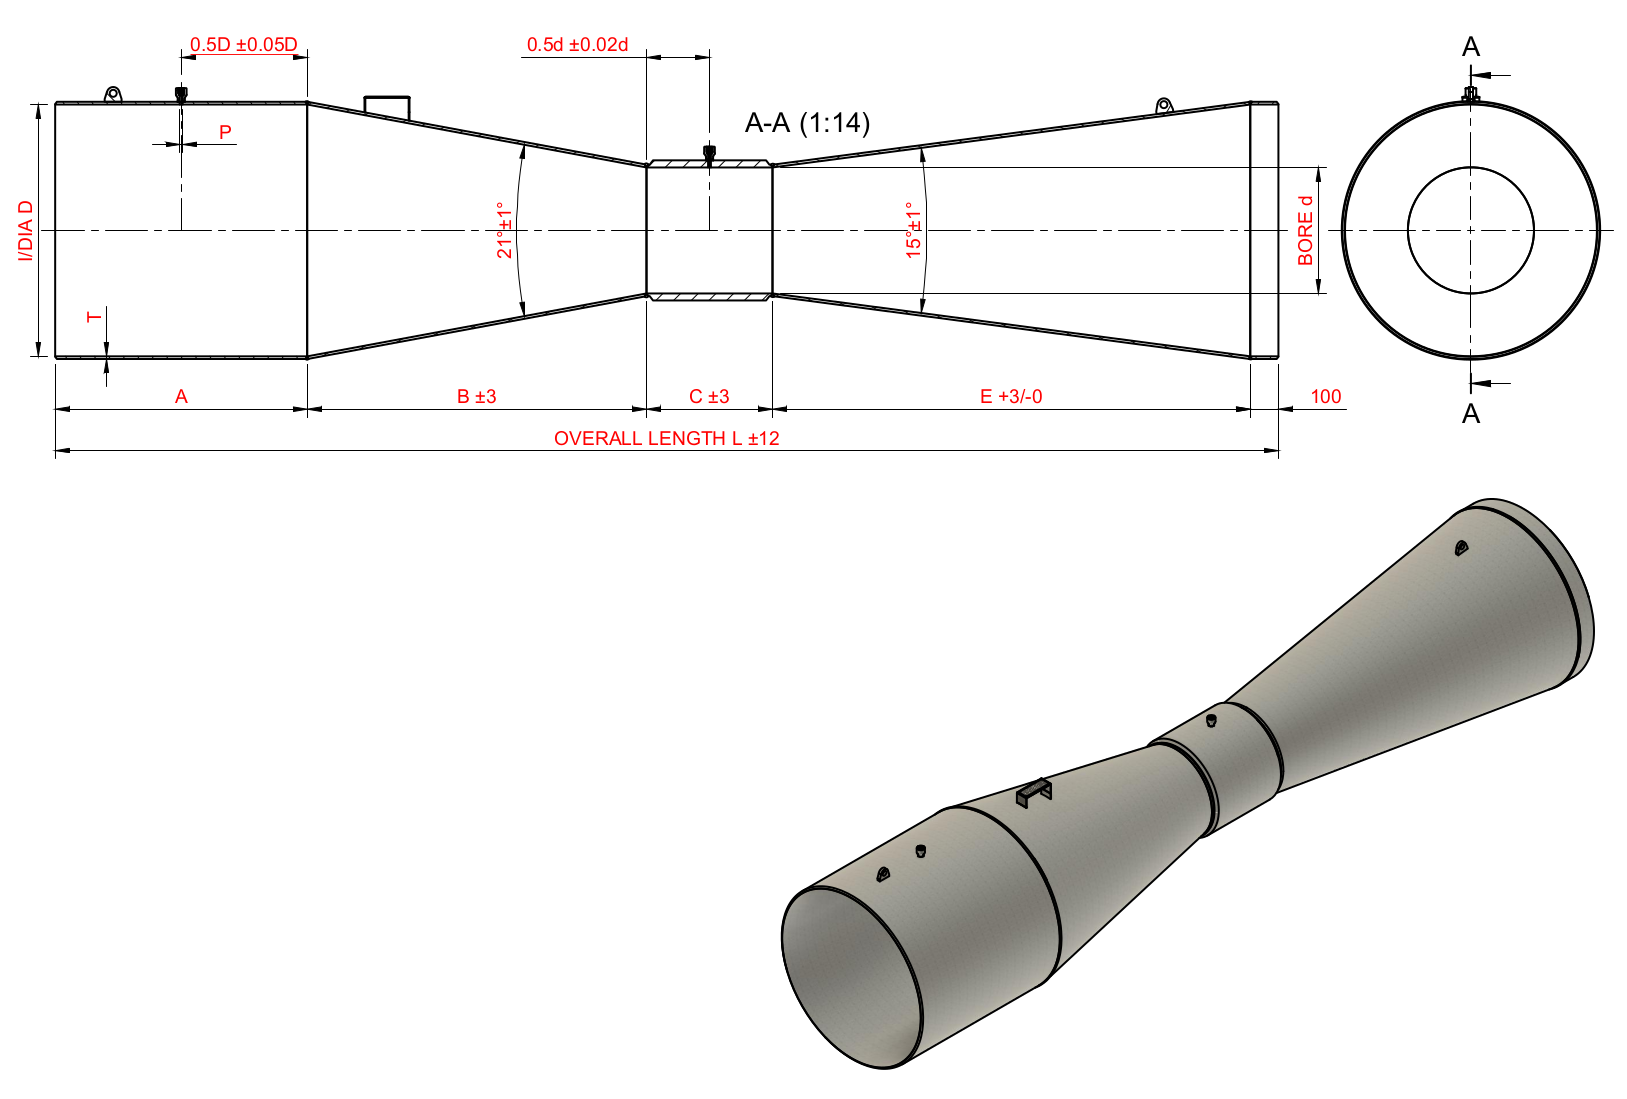 0.5D ±0.05D
0.5d ±0.02d
A
A-A (1:14)
P
I/DIA D
21°±1°
15°±1°
BORE d
T
A
B ±3
C ±3
E +3/-0
100
A
OVERALL LENGTH L ±12